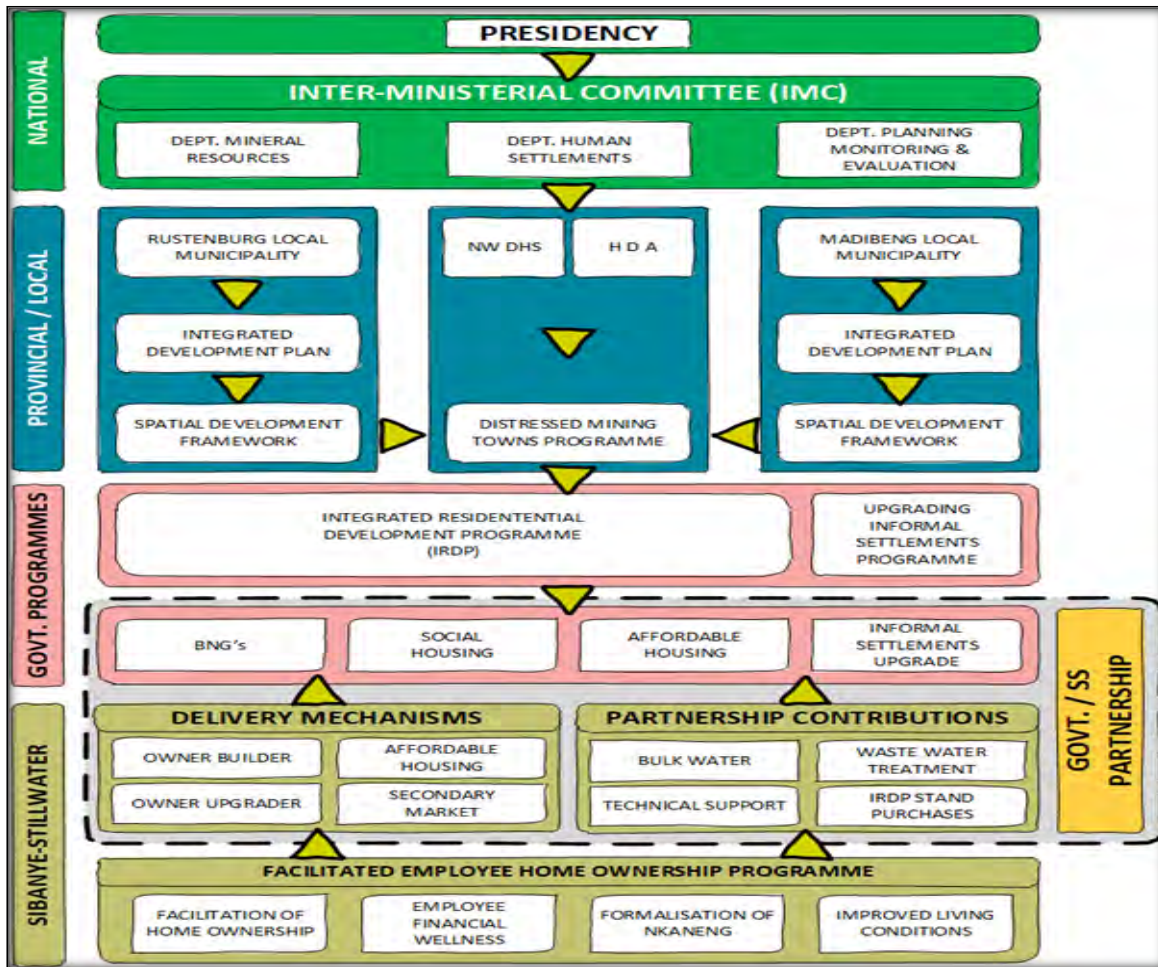 NATIONAL
PRESIDENCY
INTER-MINISTERIAL COMMITTEE (IMC)
DEPT. MINERAL
RESOURCES
DEPT. HUMAN
SETTLEMENTS
DEPT. PLANNING
MONITORING &
EVALUATION
PROVINCIAL / LOCAL
RUSTENBURG LOCAL
MUNICIPALITY
INTEGRATED
DEVELOPMENT PLAN
SPATIAL DEVELOPMENT
FRAMEWORK
NW DHS
H D A
DISTRESSED MINING
TOWNS PROGRAMME
MADIBENG LOCAL
MUNICIPALITY
INTEGRATED
DEVELOPMENT PLAN
SPATIAL DEVELOPMENT
FRAMEWORK
GOVT. PROGRAMMES
INTEGRATED RESIDENTENTIAL
DEVELOPMENT PROGRAMME
(IRDP)
UPGRADING
INFORMAL
SETTLEMENTS
PROGRAMME
BNG's
SOCIAL
HOUSING
AFFORDABLE
HOUSING
INFORMAL
SETTLEMENTS
UPGRADE
GOVT. / SS
PARTNERSHIP
SIBANYE-STILLWATER
DELIVERY MECHANISMS
OWNER BUILDER
AFFORDABLE
HOUSING
OWNER UPGRADER
SECONDARY
MARKET
PARTNERSHIP CONTRIBUTIONS
BULK WATER
WASTE WATER
TREATMENT
TECHNICAL SUPPORT
IRDP STAND
PURCHASES
FACILITATED EMPLOYEE HOME OWNERSHIP PROGRAMME
FACILITATION OF
HOME OWNERSHIP
EMPLOYEE
FINANCIAL
WELLNESS
FORMALISATION OF
NKANENG
IMPROVED LIVING
CONDITIONS